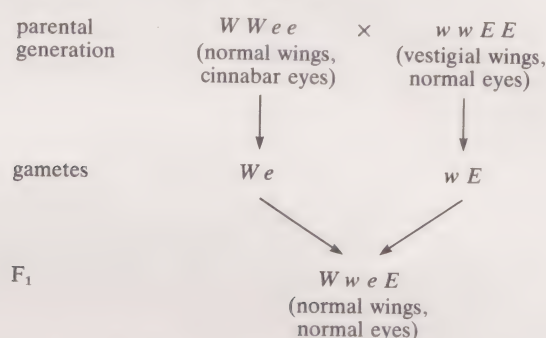 parental generation
W W e e × w w E E
(normal wings, cinnabar eyes)
(vestigial wings, normal eyes)
gametes
W e
w E
F₁
W w e E
(normal wings, normal eyes)